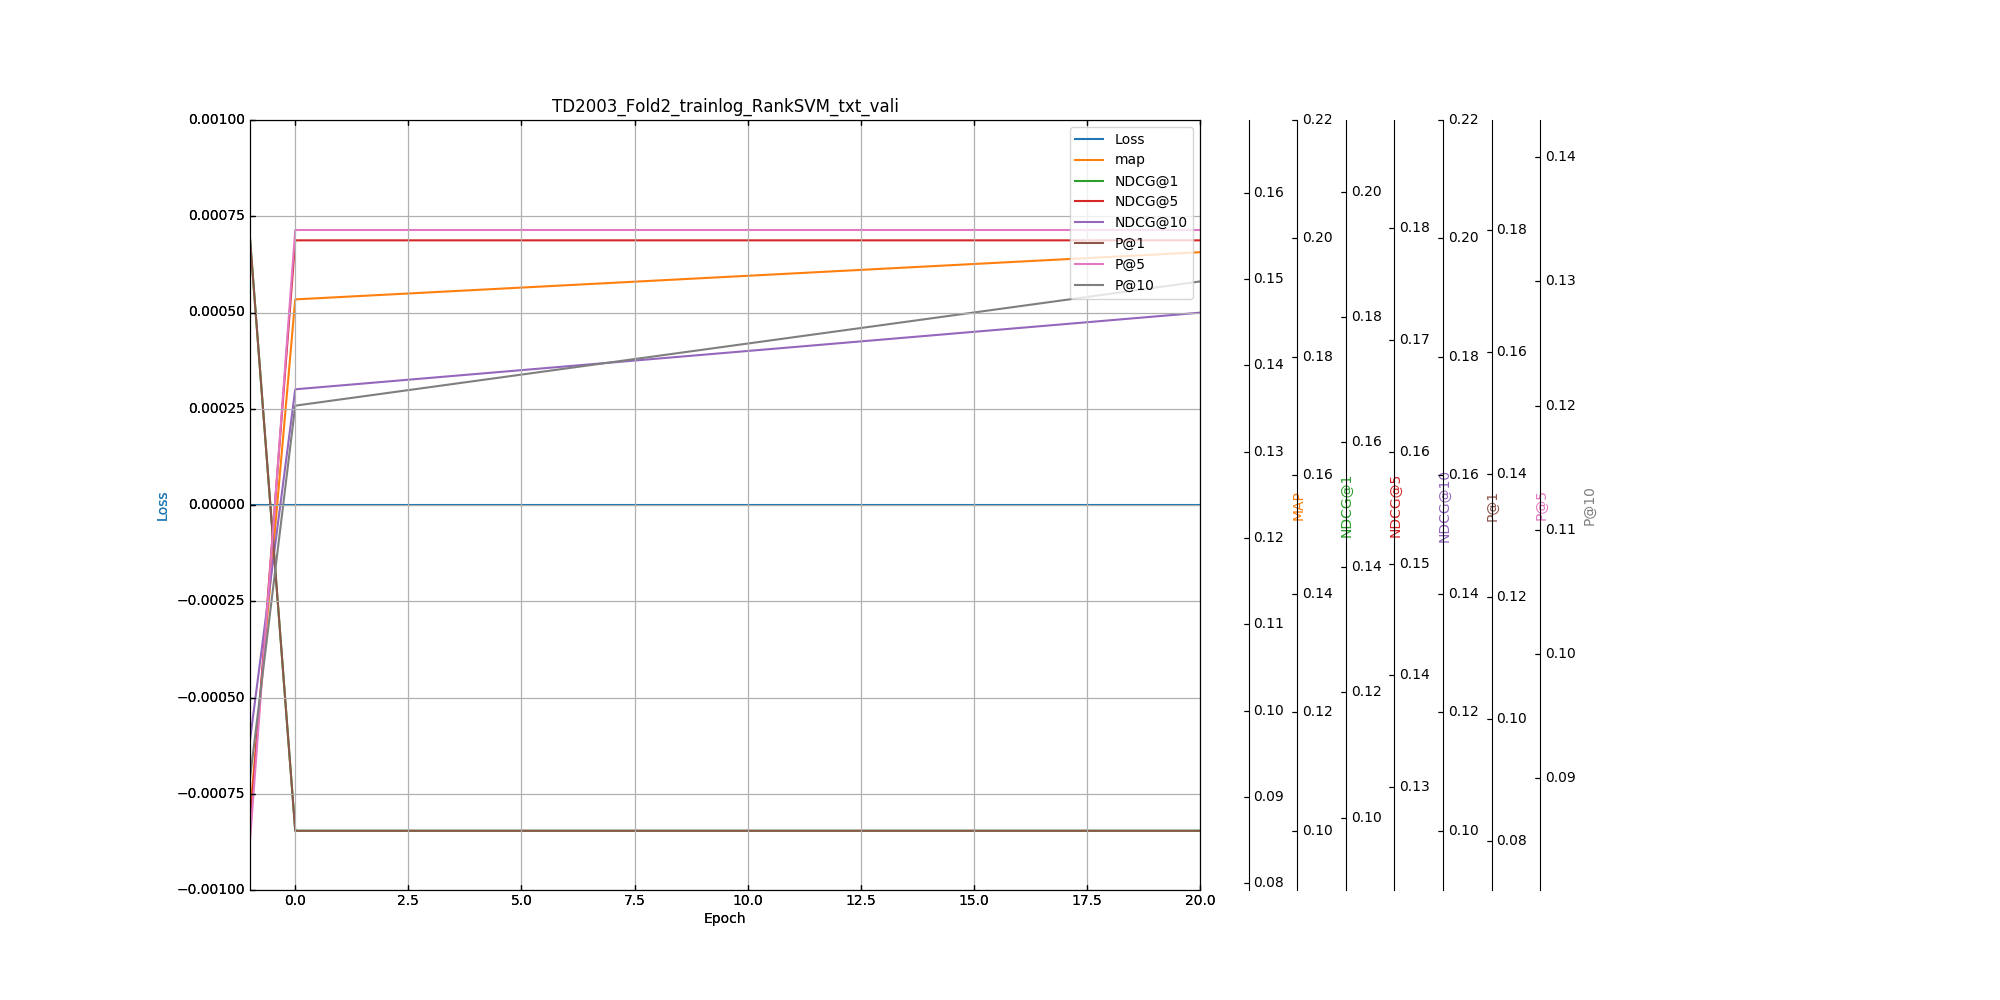 TD2003_Fold2_trainlog_RankSVM_txt_vali
Loss
0.00100
0.00075
0.00050
0.00025
0.00000
−0.00025
−0.00050
−0.00075
−0.00100
0.0 2.5 5.0 7.5 10.0 12.5 15.0 17.5 20.0
Epoch
Loss
map
NDCG@1
NDCG@5
NDCG@10
P@1
P@5
P@10
0.16
0.15
0.14
0.13
0.12
0.11
0.10
0.09
0.08
MAP
0.22
0.20
0.18
0.16
0.14
0.12
0.10
NDCG@1
0.20
0.18
0.16
0.14
0.12
0.10
NDCG@5
0.18
0.17
0.16
0.15
0.14
0.13
NDCG@10
0.22
0.20
0.18
0.16
0.14
0.12
0.10
P@1
0.18
0.16
0.14
0.12
0.10
0.08
P@5
0.14
0.13
0.12
0.11
0.10
0.09
P@10